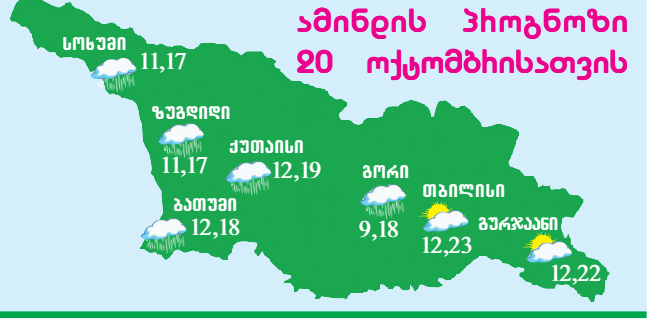 ამინდის პროგნოზი
20 ოქტომბრისათვის
სოხუმი
11,17
ზუგდიდი
11,17
ქუთაისი
12,19
ბათუმი
12,18
გორი
9,18
თბილისი
12,23
გურჯაანი
12,22